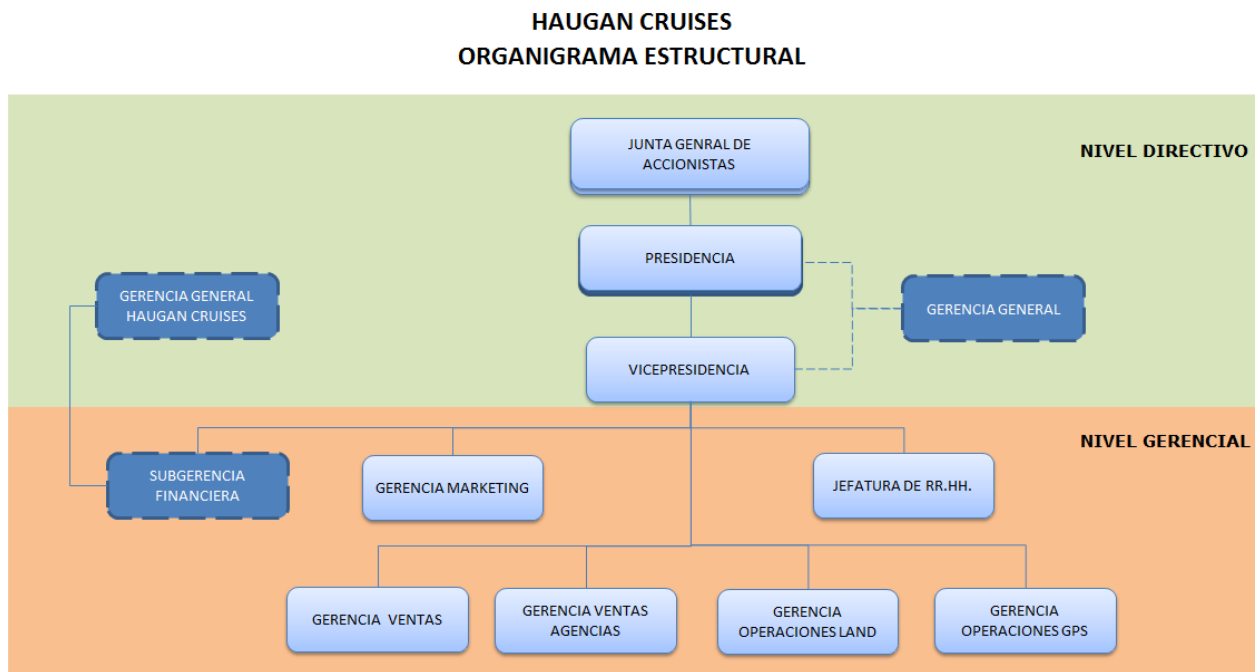 HAUGAN CRUISES
ORGANIGRAMA ESTRUCTURAL
JUNTA GENRAL DE
ACCIONISTAS
NIVEL DIRECTIVO
PRESIDENCIA
GERENCIA GENERAL
HAUGAN CRUISES
GERENCIA GENERAL
VICEPRESIDENCIA
NIVEL GERENCIAL
SUBGERENCIA
FINANCIERA
GERENCIA MARKETING
JEFATURA DE RR.HH.
GERENCIA VENTAS
GERENCIA VENTAS
AGENCIAS
GERENCIA
OPERACIONES LAND
GERENCIA
OPERACIONES GPS